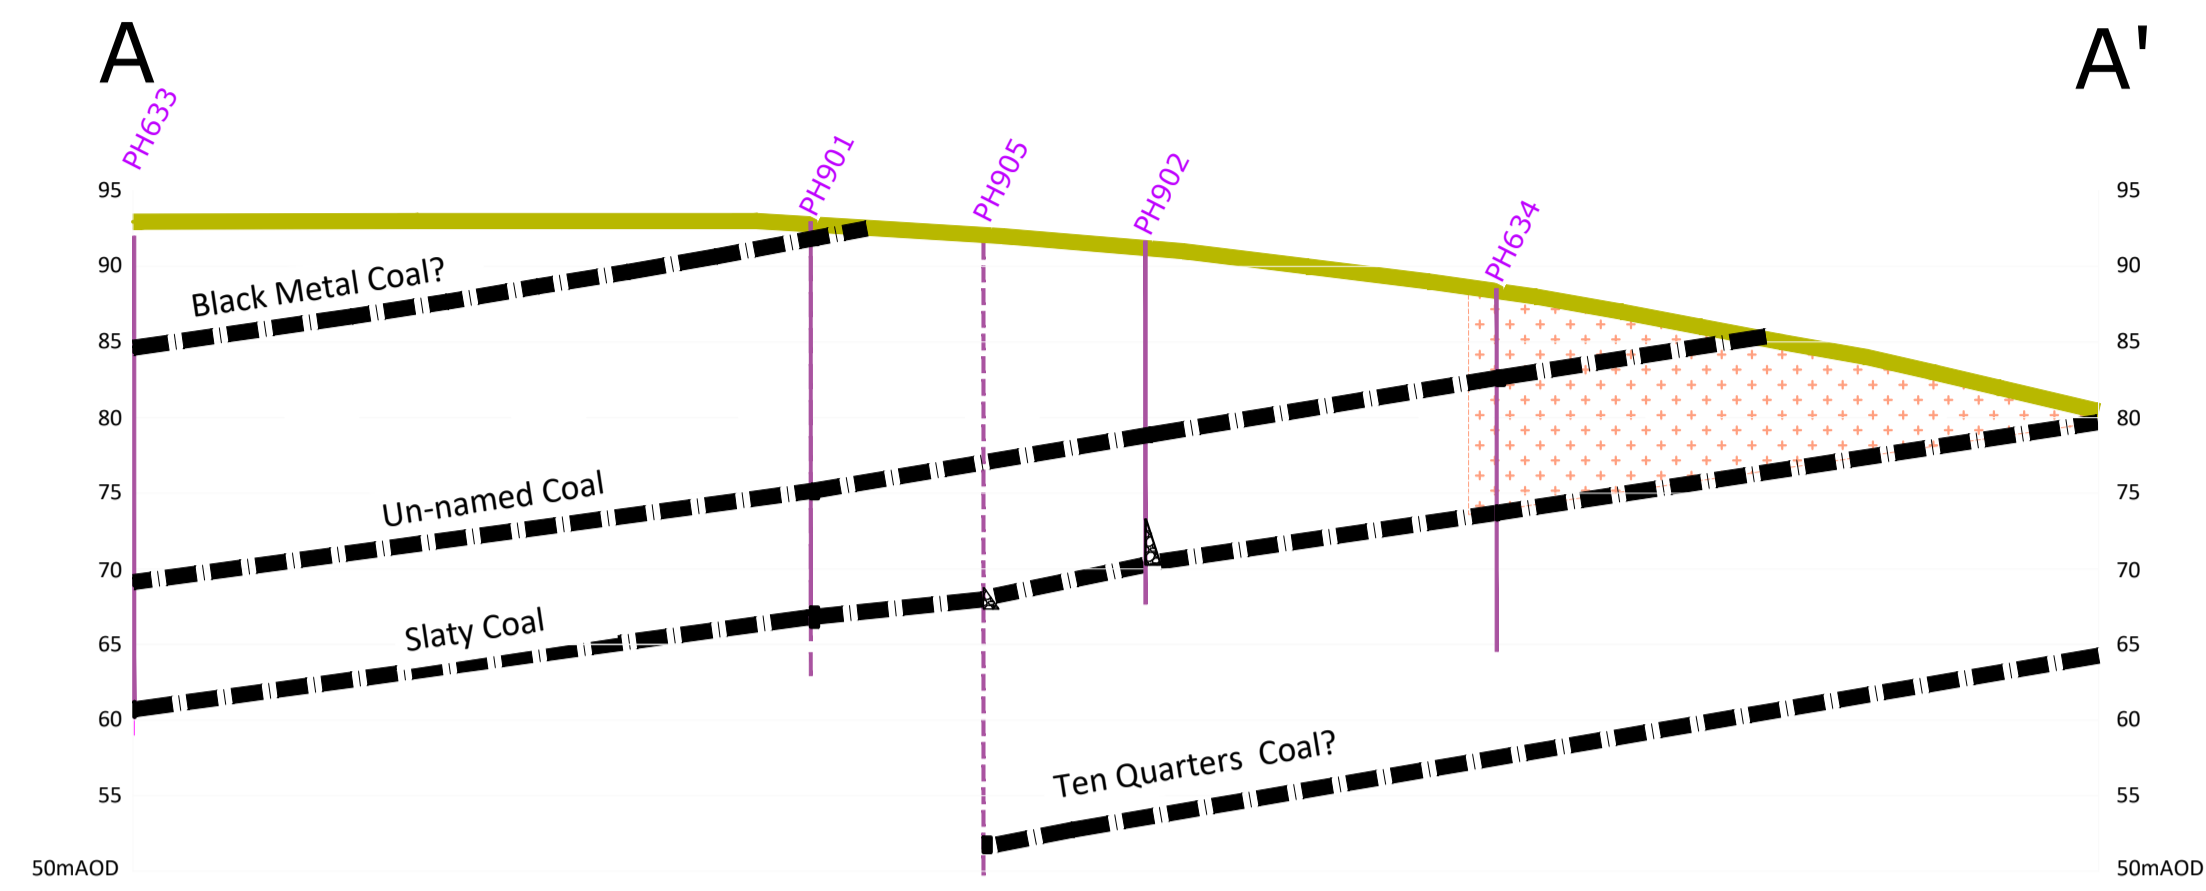 A A'
PH633
PH901
PH905
PH902
PH634
95 95
90 90
Black Metal Coal?
85 85
80 80
75 75
Un-named Coal
70 70
Slaty Coal
65 65
60 60
Ten Quarters Coal?
55 55
50mAOD 50mAOD